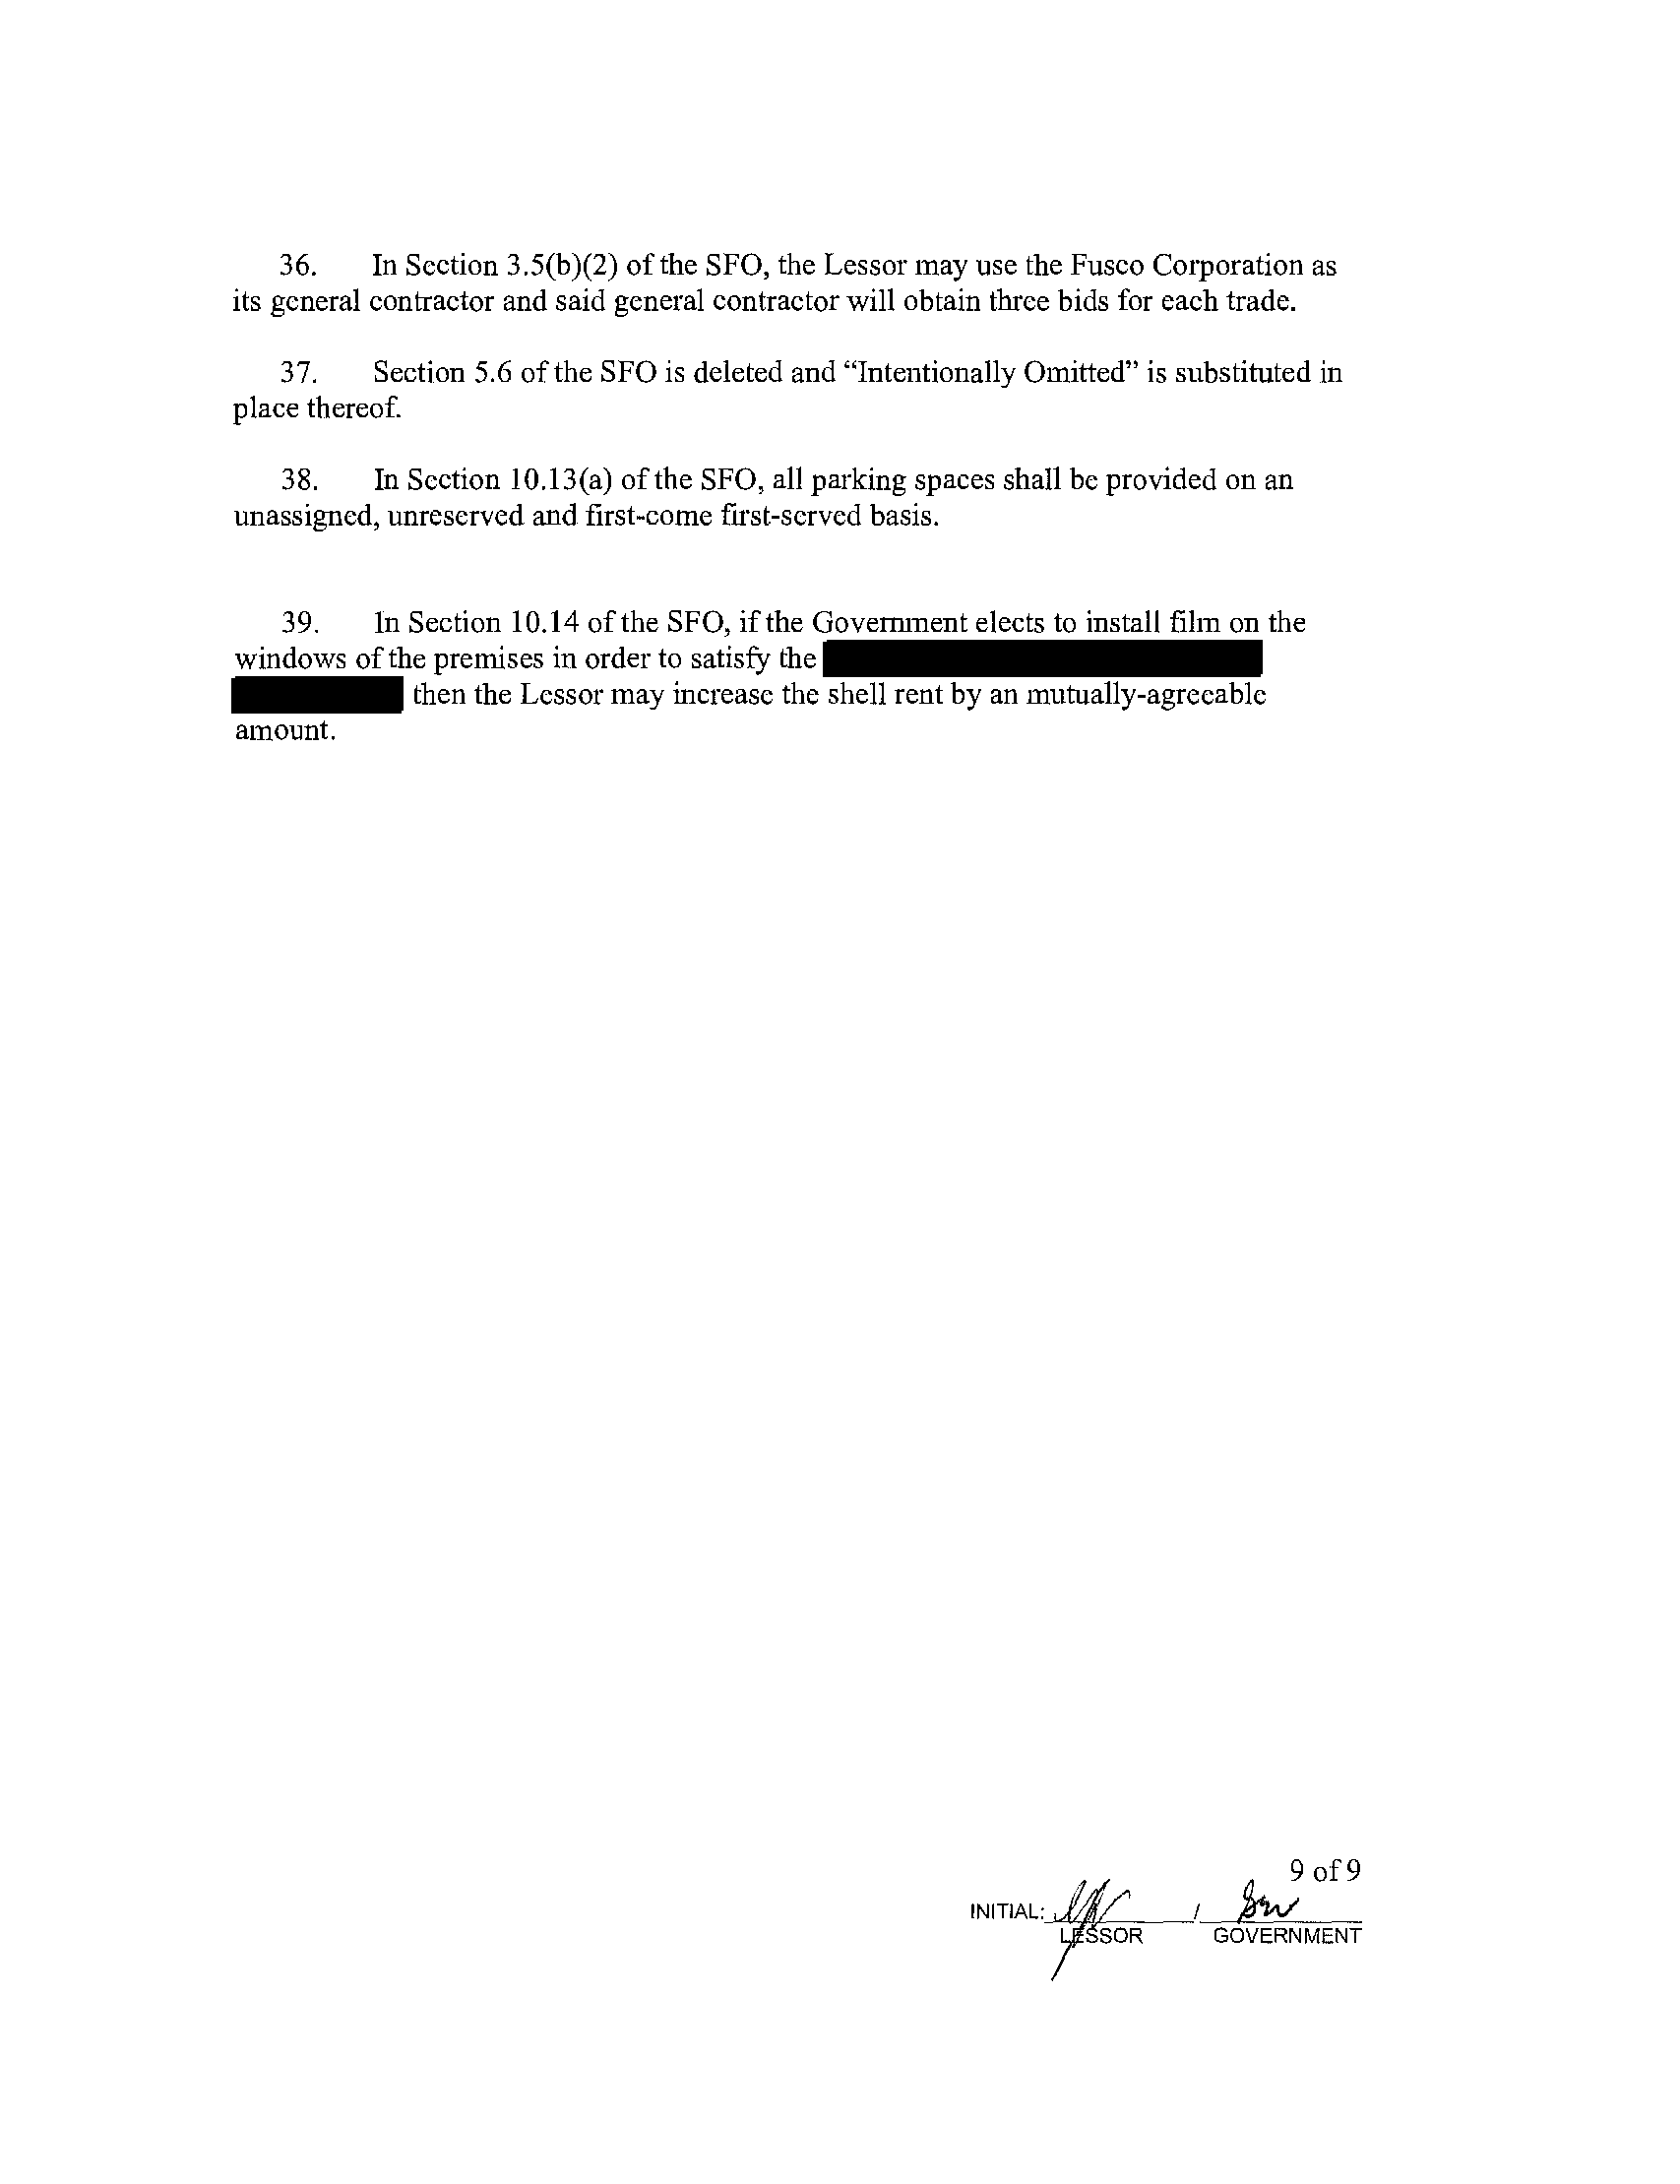 36. In Section 3.5(b)(2) of the SFO, the Lessor may use the Fusco Corporation as
its general contractor and said general contractor will obtain three bids for each trade.
37. Section 5.6 of the SFO is deleted and “Intentionally Omitted” is substituted in
place thereof.
38. In Section 10.13(a) of the SFO, all parking spaces shall be provided on an
unassigned, unreserved and first-come first-served basis.
39. In Section 10.14 of the SFO, if the Government elects to install film on the
windows of the premises in order to satisfy the
then the Lessor may increase the shell rent by an mutually-agreeable
amount.
9 of 9
INITIAL: /
LESSOR GOVERNMENT